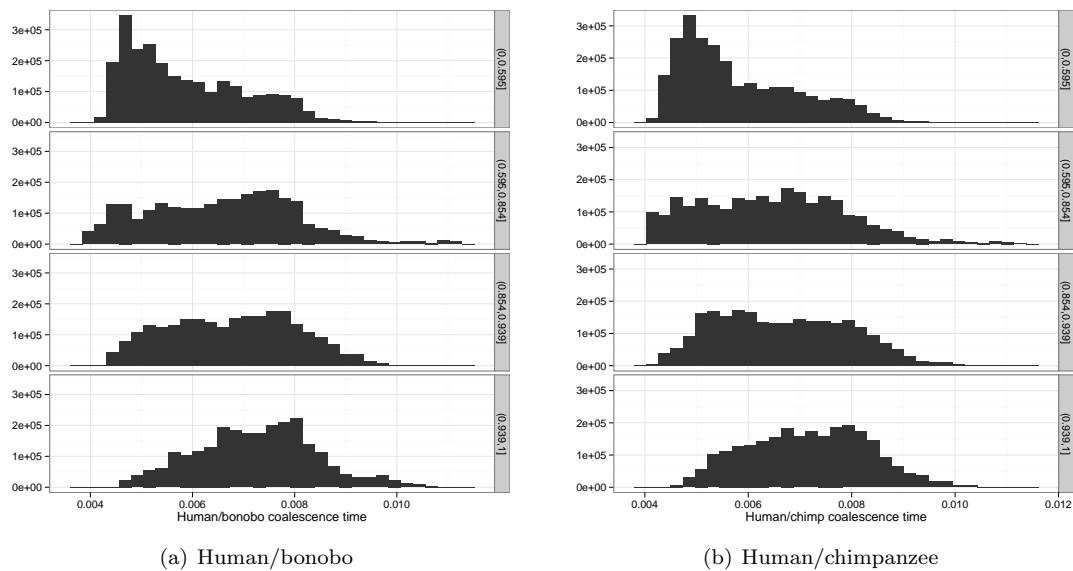 3e+05
2e+05
1e+05
0e+00
(0,0.595]
3e+05
2e+05
1e+05
0e+00
(0.595,0.854]
3e+05
2e+05
1e+05
0e+00
(0.854,0.939]
3e+05
2e+05
1e+05
0e+00
(0.939,1]
0.004 0.006 0.008 0.010
Human/bonobo coalescence time
(a) Human/bonobo
3e+05
2e+05
1e+05
0e+00
(0,0.595]
3e+05
2e+05
1e+05
0e+00
(0.595,0.854]
3e+05
2e+05
1e+05
0e+00
(0.854,0.939]
3e+05
2e+05
1e+05
0e+00
(0.939,1]
0.004 0.006 0.008 0.010 0.012
Human/chimp coalescence time
(b) Human/chimpanzee